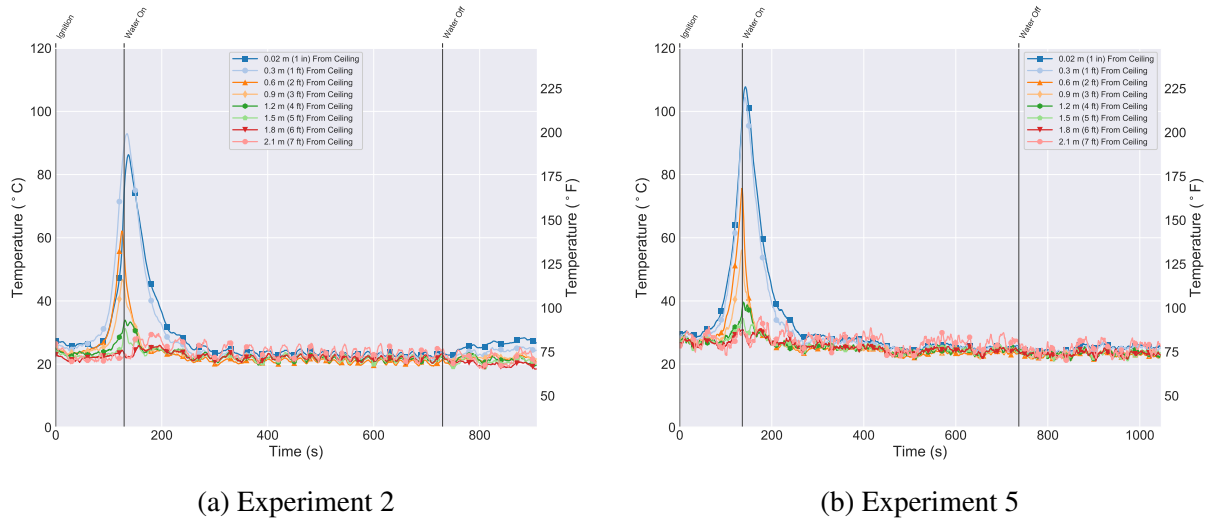 Ignition
Water On
Water Off
120
100
80
60
40
20
0
Temperature (°C)
225
200
175
150
125
100
75
50
Temperature (°F)
0.02 m (1 in) From Ceiling
0.3 m (1 ft) From Ceiling
0.6 m (2 ft) From Ceiling
0.9 m (3 ft) From Ceiling
1.2 m (4 ft) From Ceiling
1.5 m (5 ft) From Ceiling
1.8 m (6 ft) From Ceiling
2.1 m (7 ft) From Ceiling
0 200 400 600 800
Time (s)
(a) Experiment 2
Ignition
Water On
Water Off
120
100
80
60
40
20
0
Temperature (°C)
225
200
175
150
125
100
75
50
Temperature (°F)
0.02 m (1 in) From Ceiling
0.3 m (1 ft) From Ceiling
0.6 m (2 ft) From Ceiling
0.9 m (3 ft) From Ceiling
1.2 m (4 ft) From Ceiling
1.5 m (5 ft) From Ceiling
1.8 m (6 ft) From Ceiling
2.1 m (7 ft) From Ceiling
0 200 400 600 800 1000
Time (s)
(b) Experiment 5